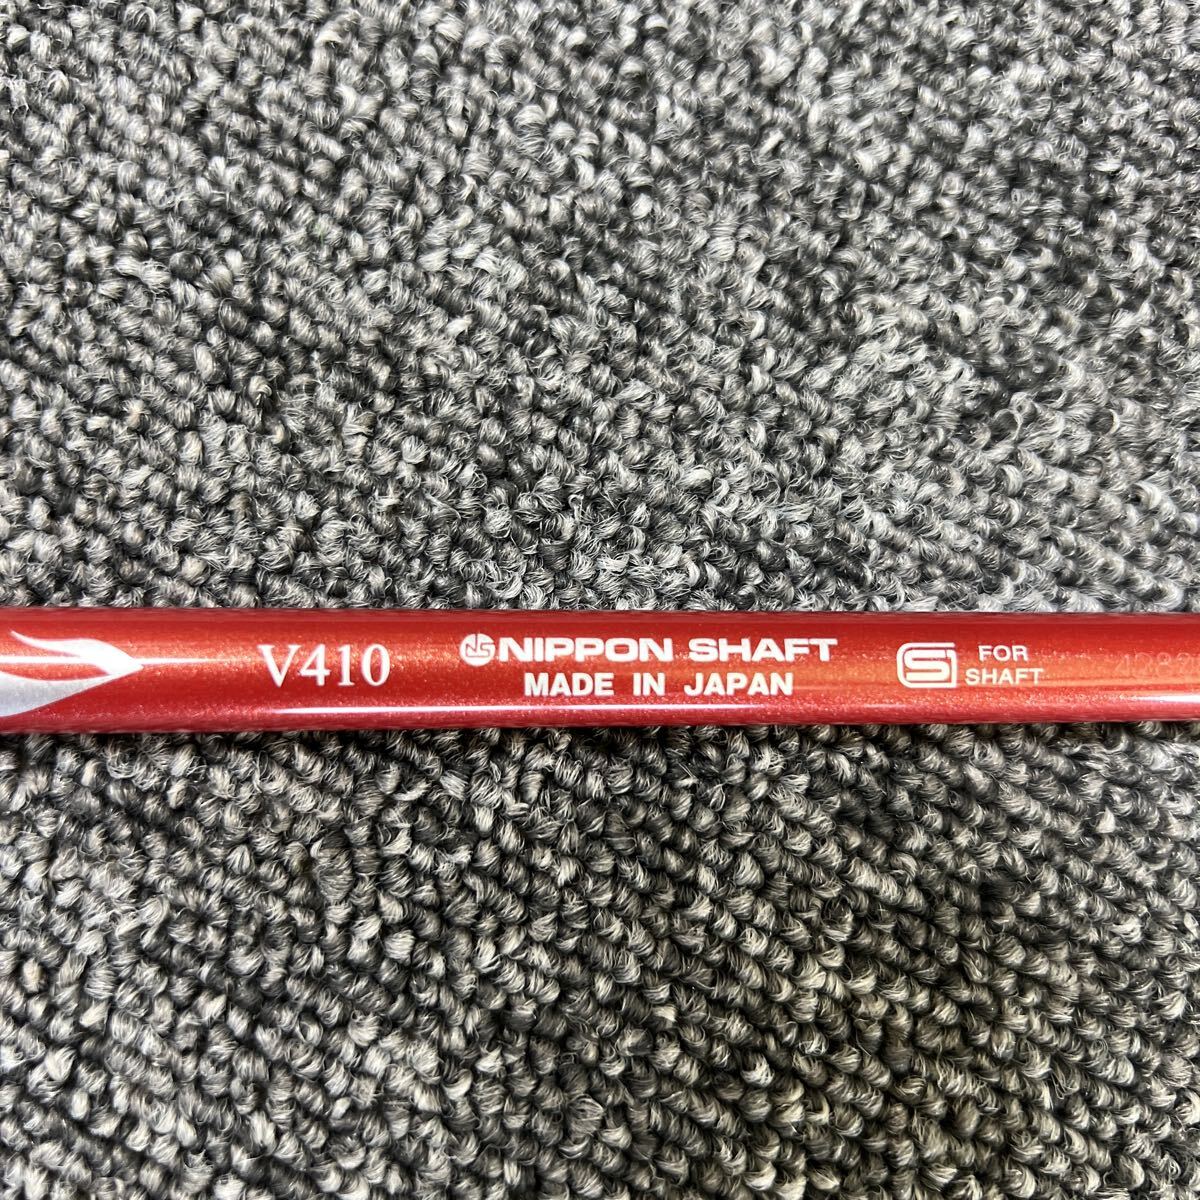 V410
NIPPON SHAFT
MADE IN JAPAN
S FOR
SHAFT